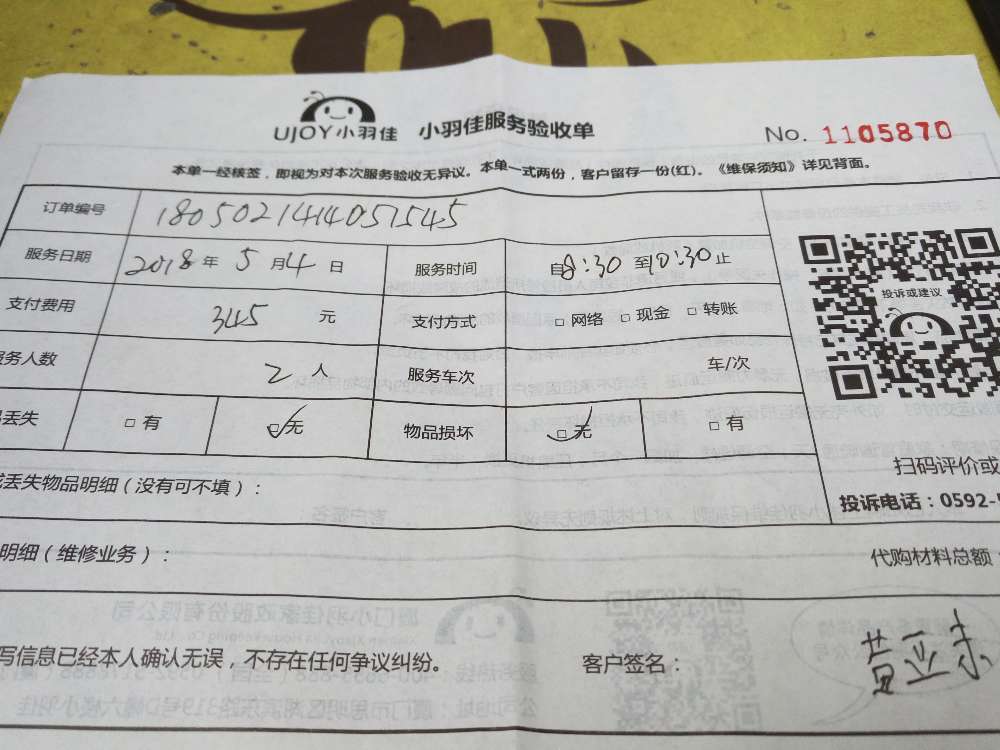 UJOY小羽佳 小羽佳服务验收单 No. 1105870
本单一经核签，即视为对本次服务验收无异议。本单一式两份，客户留存一份(红)。《维保须知》详见背面。
订单编号 1805021414051545
服务日期 2018年5月4日 服务时间 自8:30至10:30止
支付费用 345元 支付方式 □网络 □现金 □转账
服务人数 2人 服务车次 车/次
丢失 □有 □无 物品损坏 □无 □有
投诉或建议
扫码评价或
丢失物品明细（没有可不填）：
投诉电话：0592-
明细（维修业务）： 代购材料总额
写信息已经本人确认无误，不存在任何争议纠纷。 客户签名：黄亚